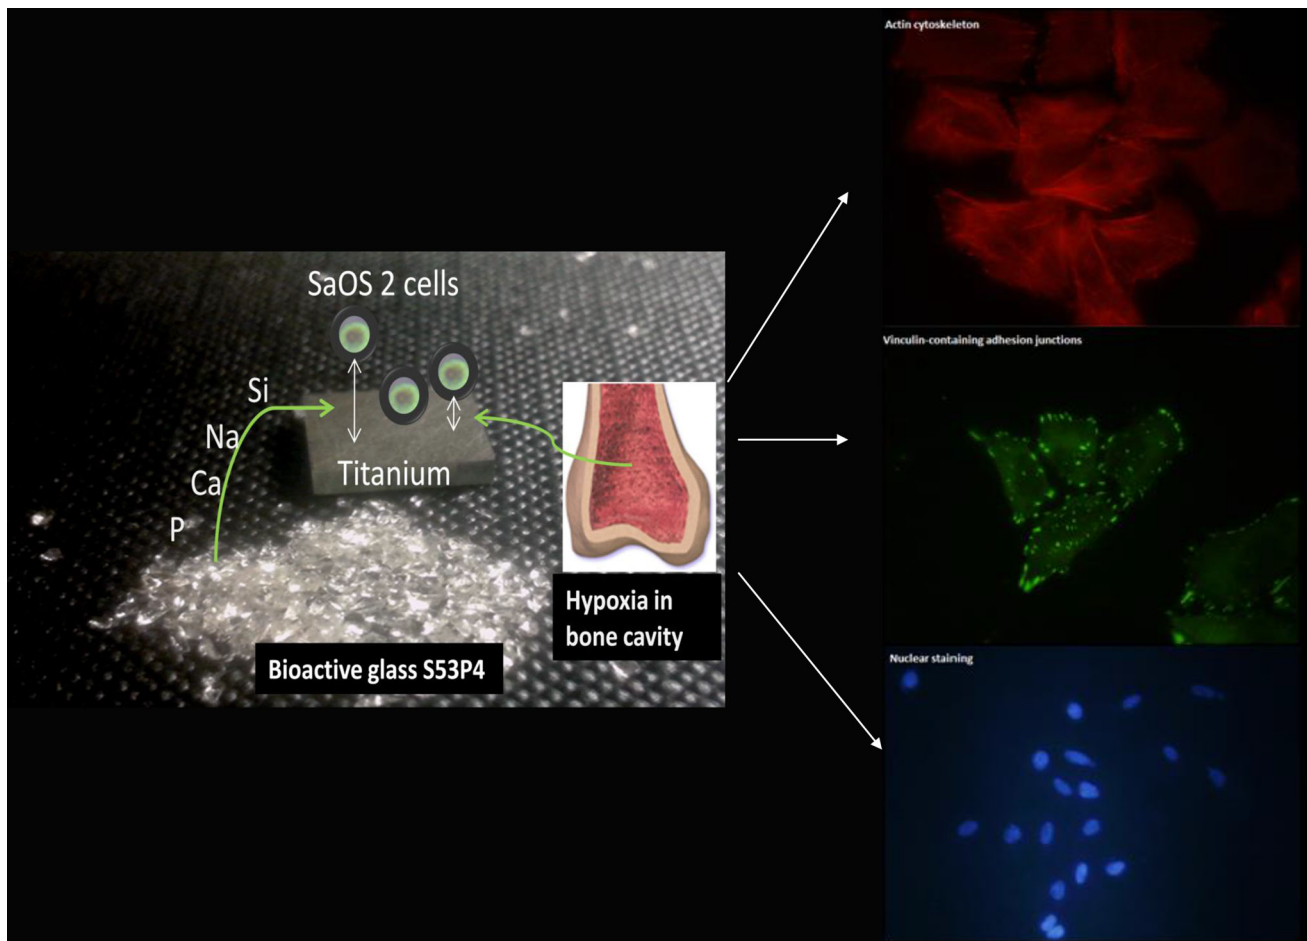 SaOS 2 cells
Si
Na
Ca
P
Titanium
Hypoxia in
bone cavity
Bioactive glass S53P4
Actin cytoskeleton
Vinculin-containing adhesion junctions
Nuclear staining